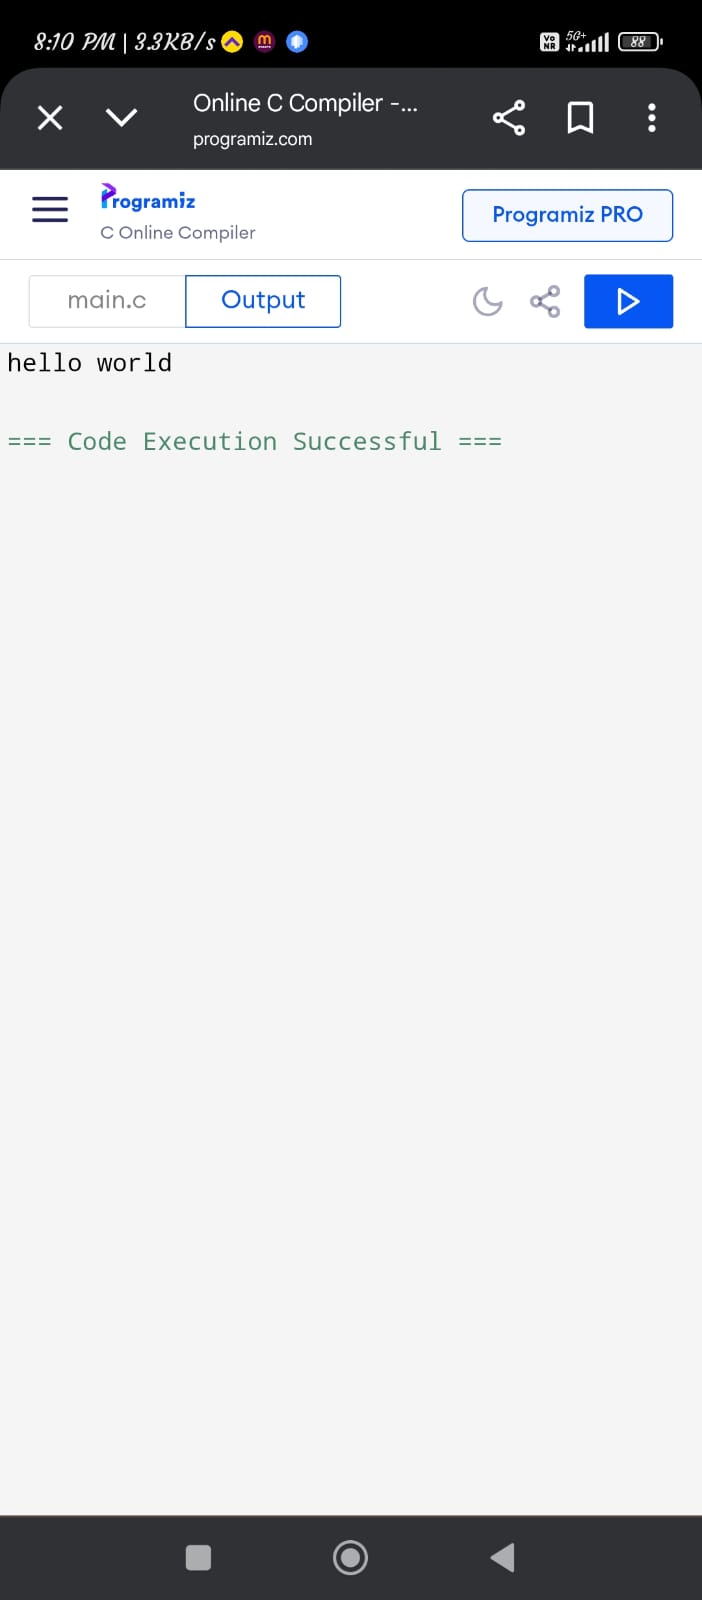 8:10 PM | 3.3KB/s
Vo NR 5G+ 88
Online C Compiler -...
programiz.com
Programiz
C Online Compiler
Programiz PRO
main.c Output
hello world
=== Code Execution Successful ===